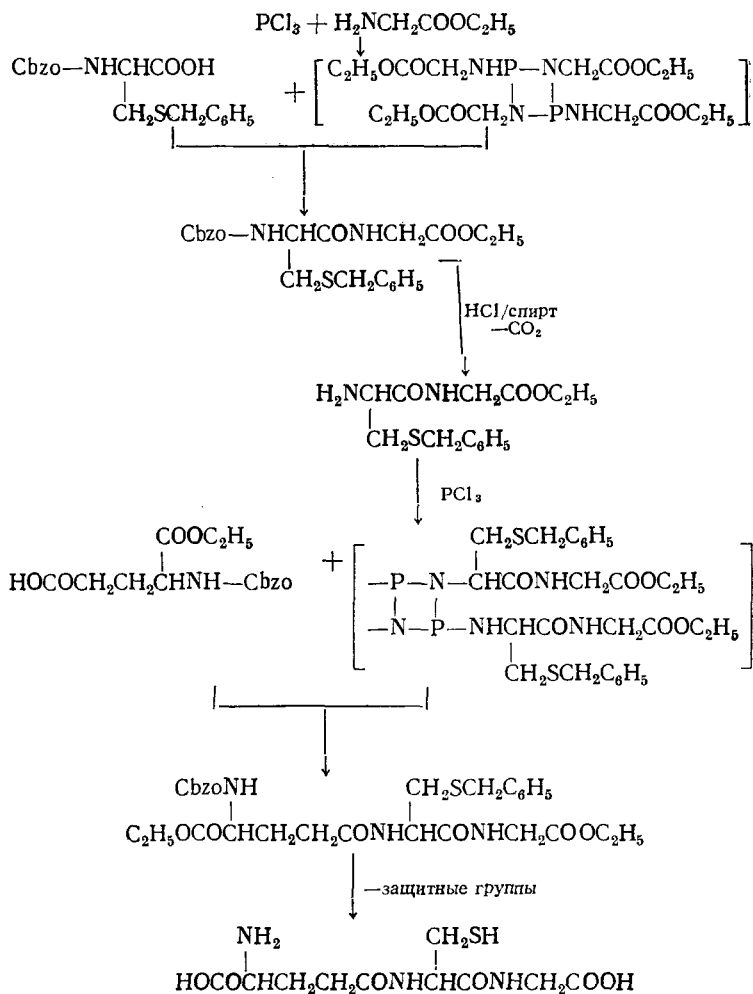 PCl₃ + H₂NCH₂COOC₂H₅
Cbzo—NHCHCOOH
CH₂SCH₂C₆H₅
+
C₂H₅OCOCH₂NHP—NCH₂COOC₂H₅
C₂H₅OCOCH₂N—PNHCH₂COOC₂H₅
Cbzo—NHCHCONHCH₂COOC₂H₅
CH₂SCH₂C₆H₅
HCl/спирт
—CO₂
H₂NCHCONHCH₂COOC₂H₅
CH₂SCH₂C₆H₅
PCl₃
COOC₂H₅
HOCOCH₂CH₂CHNH—Cbzo
+
CH₂SCH₂C₆H₅
—P—N—CHCONHCH₂COOC₂H₅
—N—P—NHCHCONHCH₂COOC₂H₅
CH₂SCH₂C₆H₅
CbzoNH CH₂SCH₂C₆H₅
C₂H₅OCOCHCH₂CH₂CONHCHCONHCH₂COOC₂H₅
—защитные группы
NH₂ CH₂SH
HOCOCHCH₂CH₂CONHCHCONHCH₂COOH